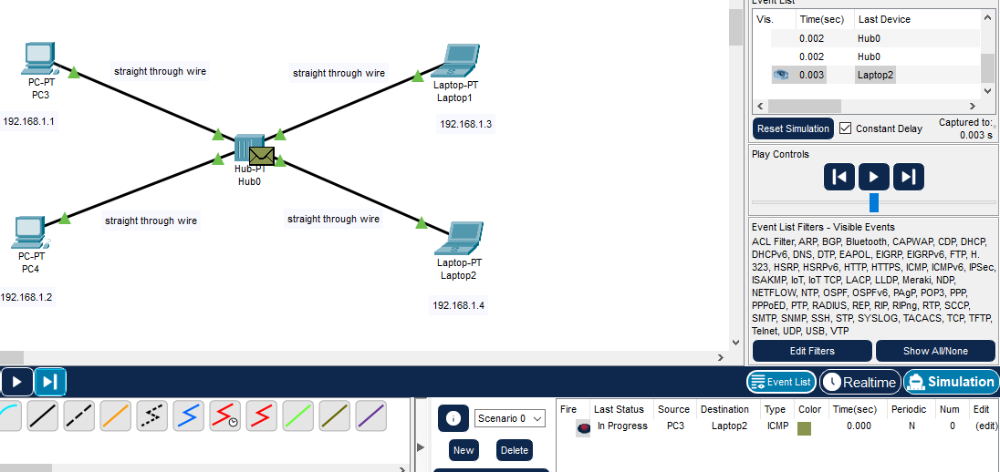 Event List
Vis. Time(sec) Last Device
0.002 Hub0
0.002 Hub0
0.003 Laptop2
Reset Simulation Constant Delay Captured to:
0.003 s
Play Controls
Event List Filters - Visible Events
ACL Filter, ARP, BGP, Bluetooth, CAPWAP, CDP, DHCP,
DHCPv6, DNS, DTP, EAPOL, EIGRP, EIGRPv6, FTP, H.
323, HSRP, HSRPv6, HTTP, HTTPS, ICMP, ICMPv6, IPSec,
ISAKMP, IoT, IoT TCP, LACP, LLDP, Meraki, NDP,
NETFLOW, NTP, OSPF, OSPFv6, PAgP, POP3, PPP,
PPPoED, PTP, RADIUS, REP, RIP, RIPng, RTP, SCCP,
SMTP, SNMP, SSH, STP, SYSLOG, TACACS, TCP, TFTP,
Telnet, UDP, USB, VTP
Edit Filters Show All/None
straight through wire
straight through wire
PC-PT
PC3
192.168.1.1
Laptop-PT
Laptop1
192.168.1.3
Hub-PT
Hub0
straight through wire
straight through wire
PC-PT
PC4
192.168.1.2
Laptop-PT
Laptop2
192.168.1.4
Event List Realtime Simulation
Scenario 0
New Delete
Fire Last Status Source Destination Type Color Time(sec) Periodic Num Edit
In Progress PC3 Laptop2 ICMP 0.000 N 0 (edit)